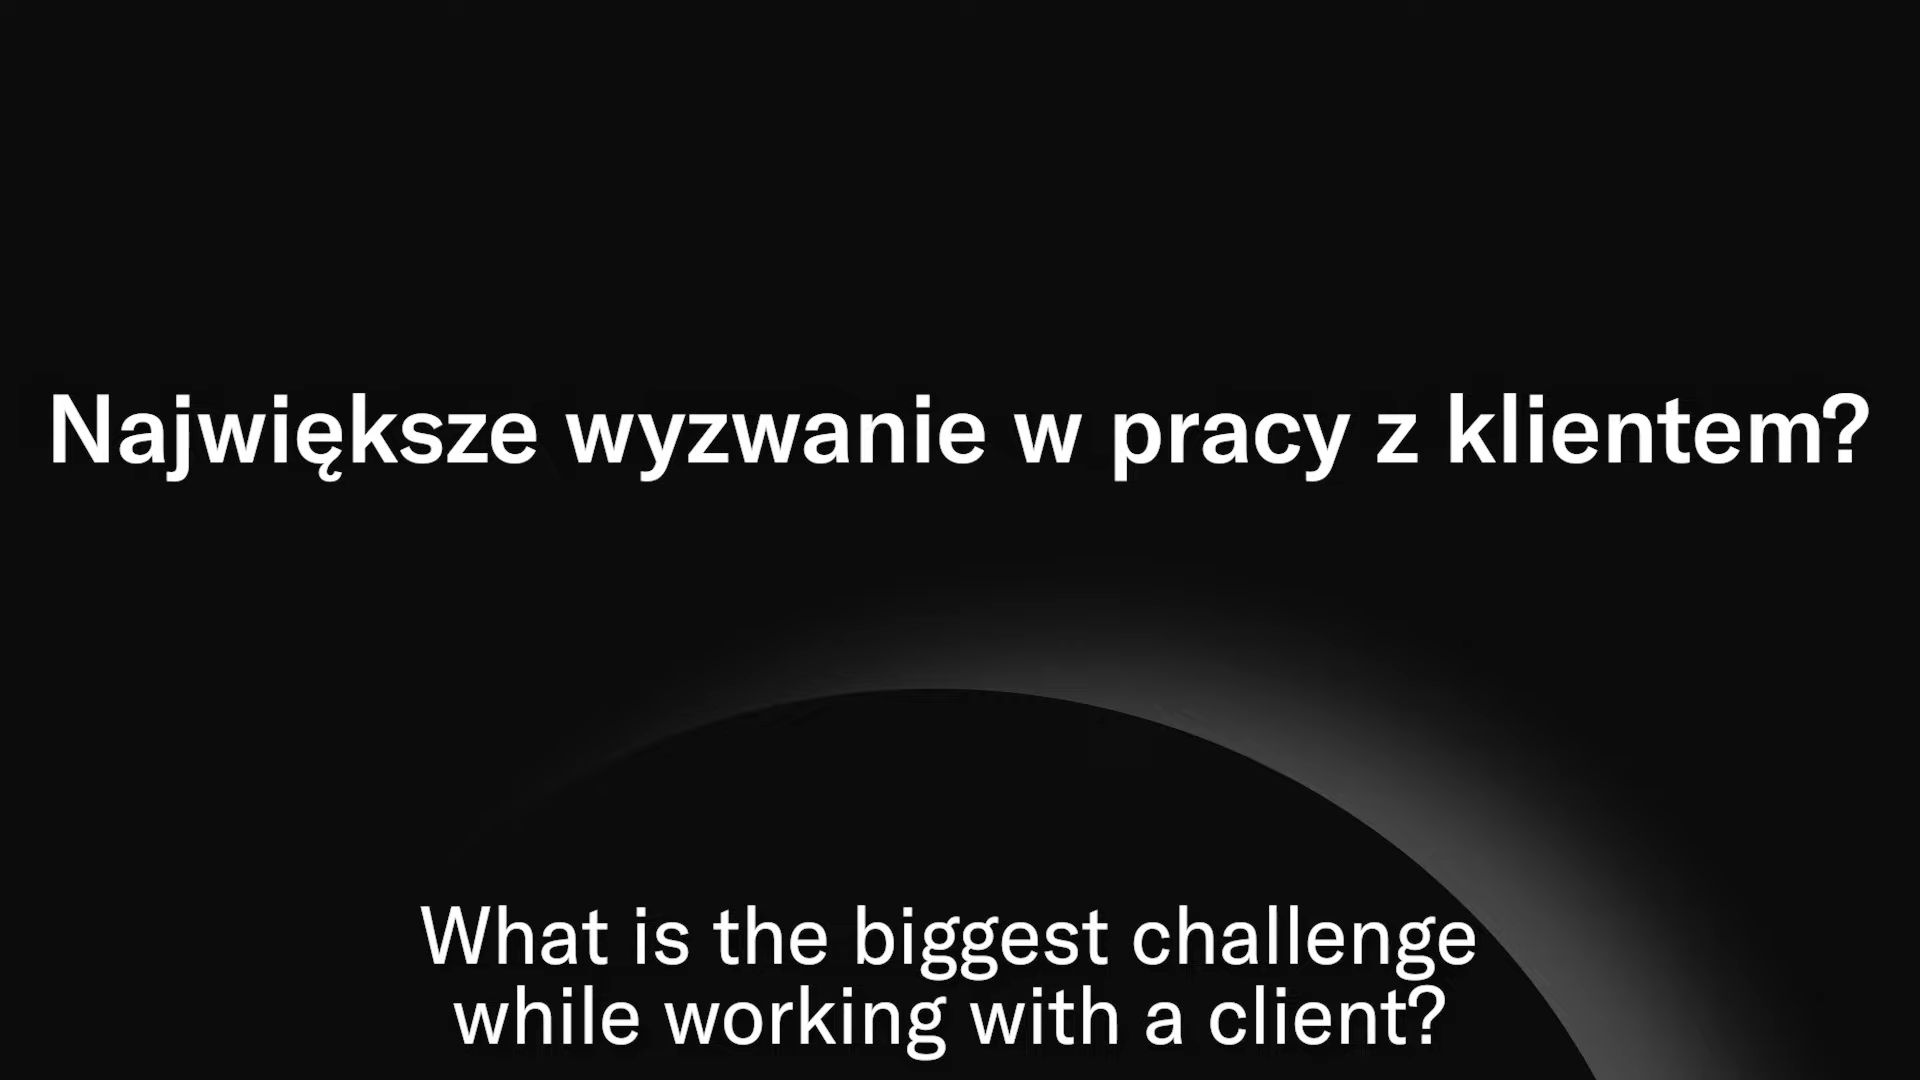 Największe wyzwanie w pracy z klientem?
What is the biggest challenge
while working with a client?